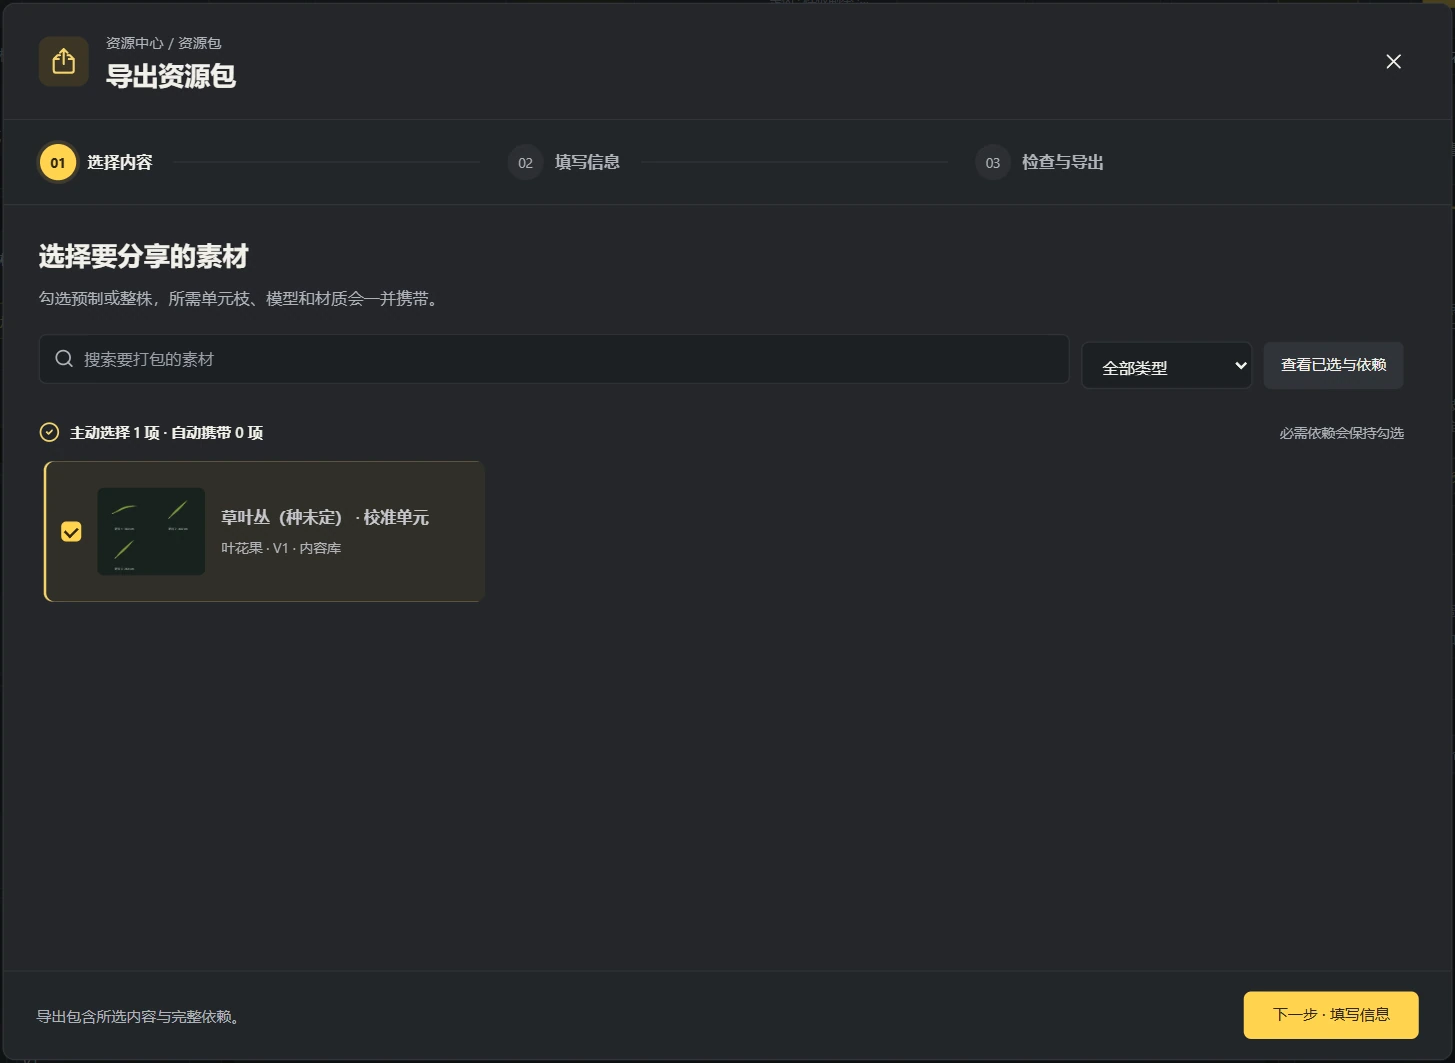 资源中心 / 资源包
导出资源包
01 选择内容
02 填写信息
03 检查与导出
选择要分享的素材
勾选预制或整株，所需单元枝、模型和材质会一并携带。
搜索要打包的素材
全部类型
查看已选与依赖
主动选择 1 项 · 自动携带 0 项
必需依赖会保持勾选
草叶丛（种未定） · 校准单元
叶花果 · V1 · 内容库
导出包含所选内容与完整依赖。
下一步 · 填写信息